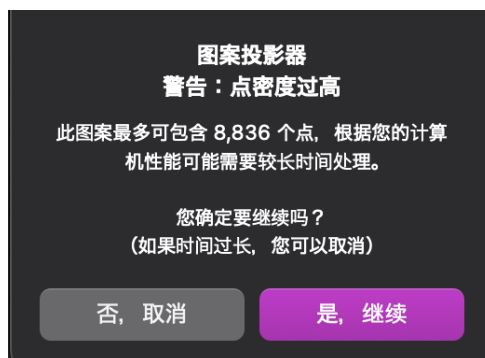 图案投影器
警告：点密度过高
此图案最多可包含 8,836 个点，根据您的计算
机性能可能需要较长时间处理。
您确定要继续吗？
（如果时间过长，您可以取消）
否，取消
是，继续